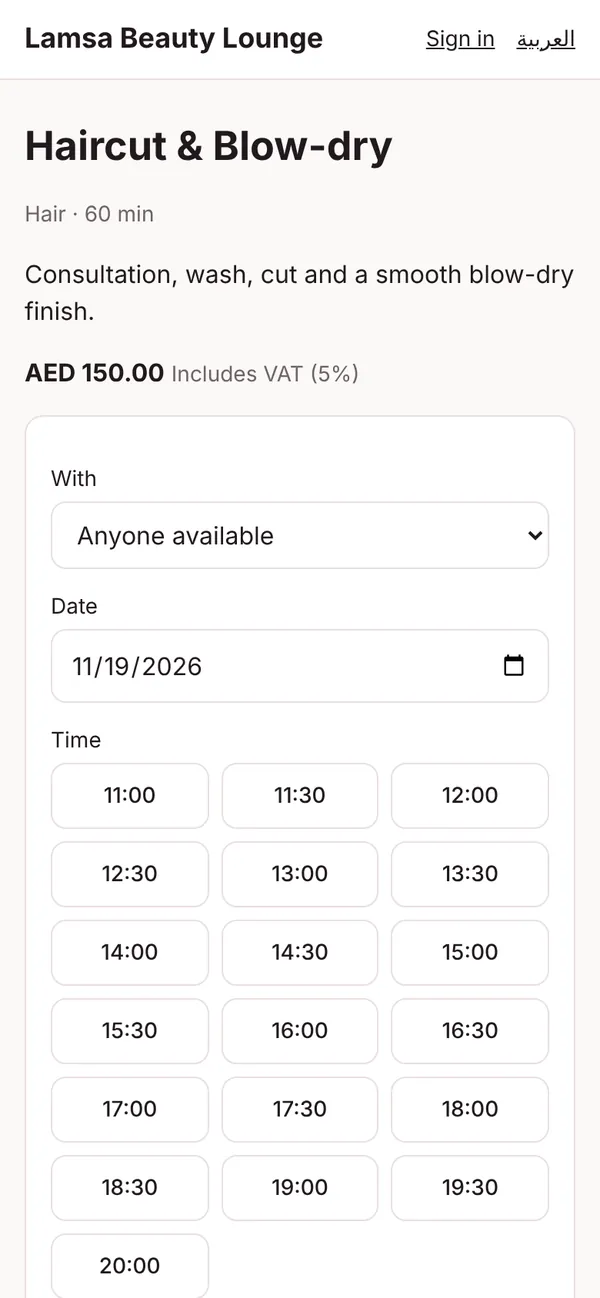 Lamsa Beauty Lounge
Sign in
العربية
Haircut & Blow-dry
Hair · 60 min
Consultation, wash, cut and a smooth blow-dry
finish.
AED 150.00 Includes VAT (5%)
With
Anyone available
Date
11/19/2026
Time
11:00 11:30 12:00
12:30 13:00 13:30
14:00 14:30 15:00
15:30 16:00 16:30
17:00 17:30 18:00
18:30 19:00 19:30
20:00